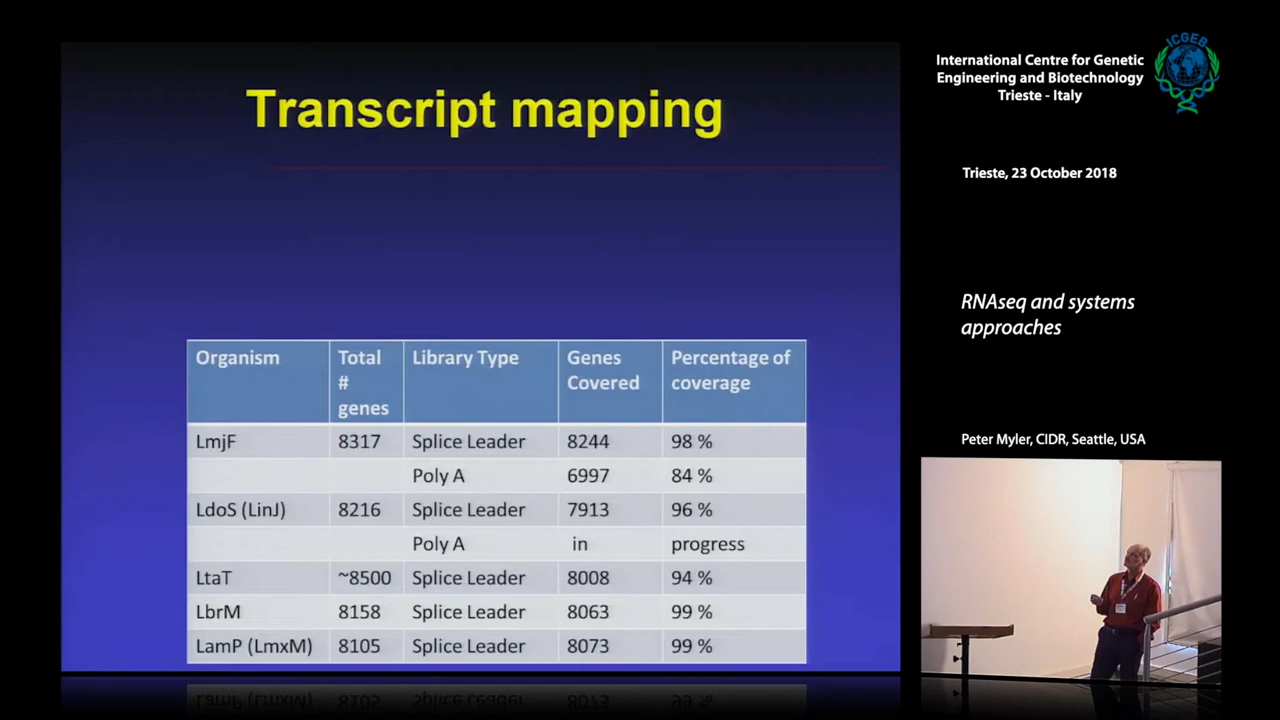 Transcript mapping
Organism Total # genes Library Type Genes Covered Percentage of coverage
LmjF 8317 Splice Leader 8244 98 %
Poly A 6997 84 %
LdoS (LinJ) 8216 Splice Leader 7913 96 %
Poly A in progress
LtaT ~8500 Splice Leader 8008 94 %
LbrM 8158 Splice Leader 8063 99 %
LamP (LmxM) 8105 Splice Leader 8073 99 %
ICGEB
International Centre for Genetic
Engineering and Biotechnology
Trieste - Italy
Trieste, 23 October 2018
RNAseq and systems
approaches
Peter Myler, CIDR, Seattle, USA